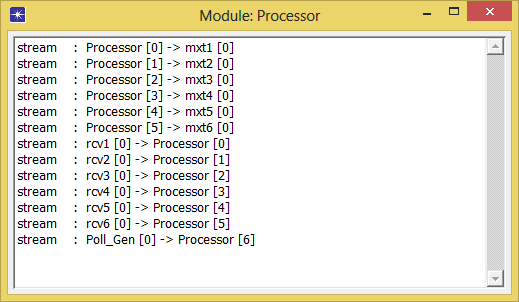 Module: Processor
stream : Processor [0] -> mxt1 [0]
stream : Processor [1] -> mxt2 [0]
stream : Processor [2] -> mxt3 [0]
stream : Processor [3] -> mxt4 [0]
stream : Processor [4] -> mxt5 [0]
stream : Processor [5] -> mxt6 [0]
stream : rcv1 [0] -> Processor [0]
stream : rcv2 [0] -> Processor [1]
stream : rcv3 [0] -> Processor [2]
stream : rcv4 [0] -> Processor [3]
stream : rcv5 [0] -> Processor [4]
stream : rcv6 [0] -> Processor [5]
stream : Poll_Gen [0] -> Processor [6]